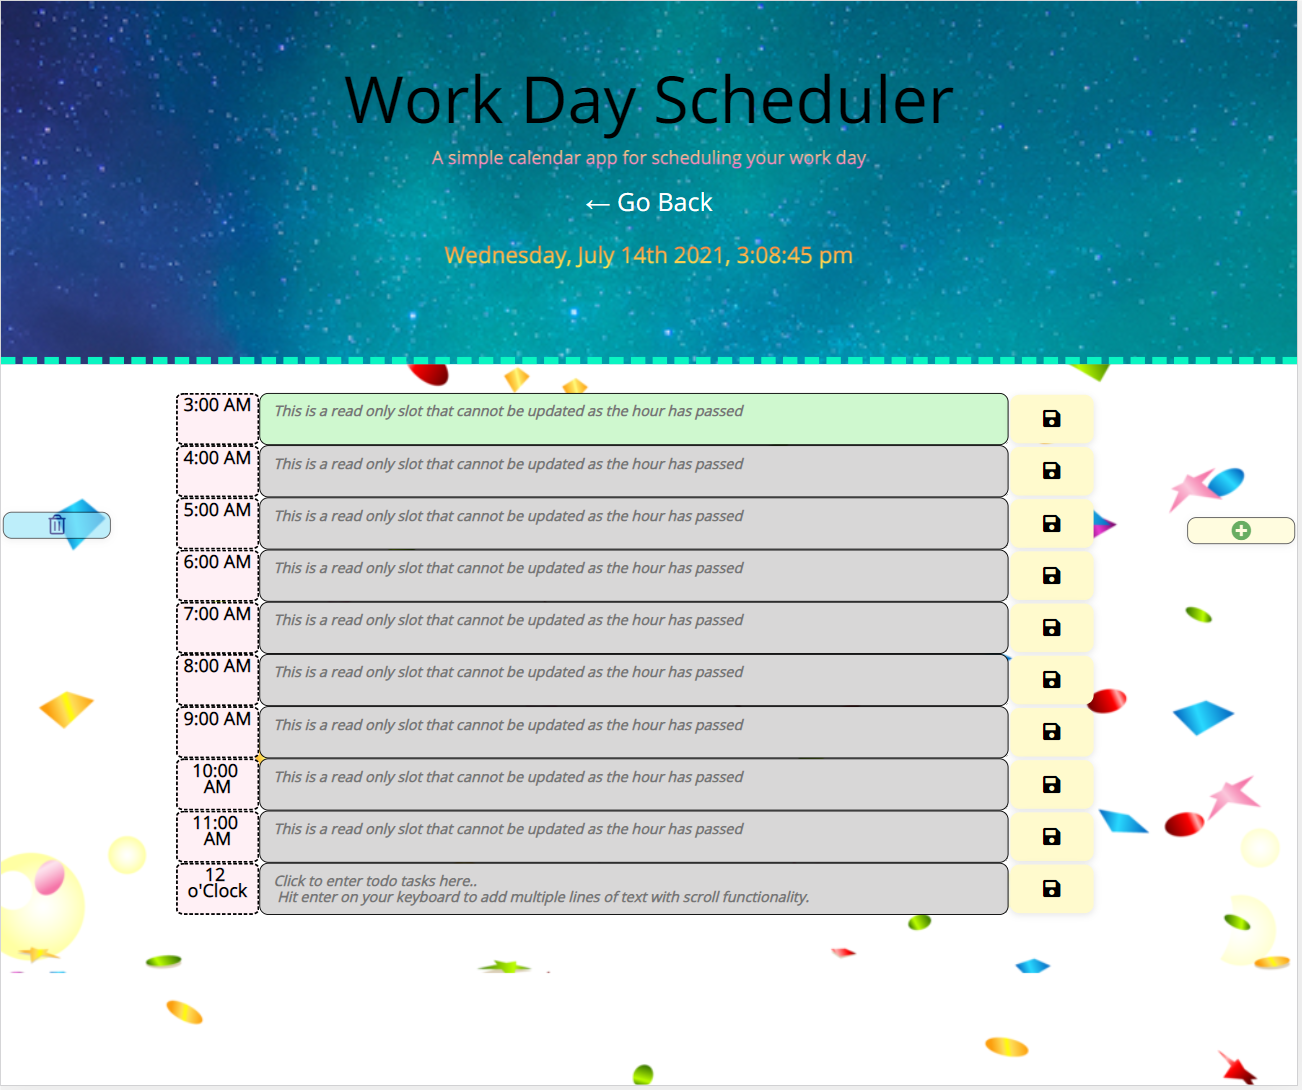 Work Day Scheduler
A simple calendar app for scheduling your work day
← Go Back
Wednesday, July 14th 2021, 3:08:45 pm
3:00 AM
This is a read only slot that cannot be updated as the hour has passed
4:00 AM
This is a read only slot that cannot be updated as the hour has passed
5:00 AM
This is a read only slot that cannot be updated as the hour has passed
6:00 AM
This is a read only slot that cannot be updated as the hour has passed
7:00 AM
This is a read only slot that cannot be updated as the hour has passed
8:00 AM
This is a read only slot that cannot be updated as the hour has passed
9:00 AM
This is a read only slot that cannot be updated as the hour has passed
10:00
AM
This is a read only slot that cannot be updated as the hour has passed
11:00
AM
This is a read only slot that cannot be updated as the hour has passed
12
o'Clock
Click to enter todo tasks here..
Hit enter on your keyboard to add multiple lines of text with scroll functionality.